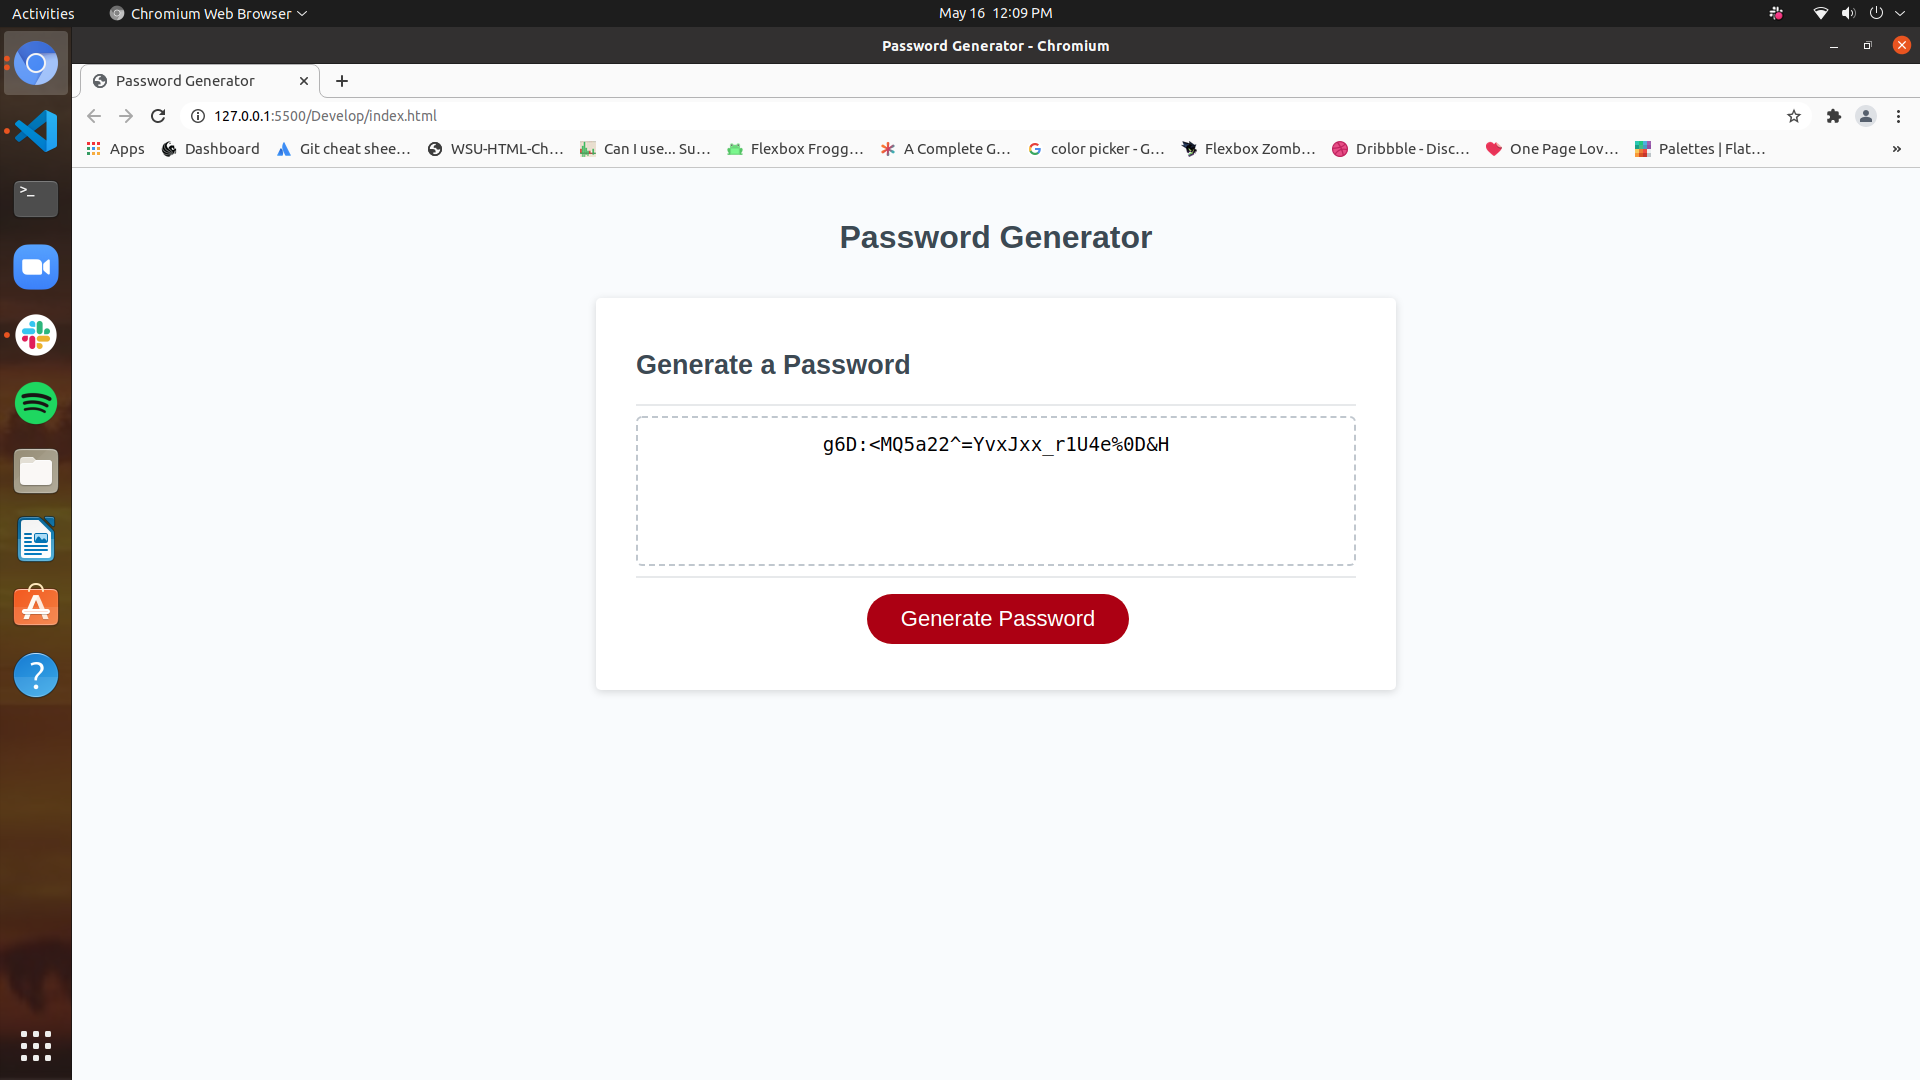 Activities
Chromium Web Browser
May 16 12:09 PM
Password Generator - Chromium
Password Generator
127.0.0.1:5500/Develop/index.html
Apps
Dashboard
Git cheat shee...
WSU-HTML-Ch...
Can I use... Su...
Flexbox Frogg...
A Complete G...
color picker - G...
Flexbox Zomb...
Dribbble - Disc...
One Page Lov...
Palettes | Flat...
»
Password Generator
Generate a Password
g6D:<MQ5a22^=YvxJxx_r1U4e%0D&H
Generate Password